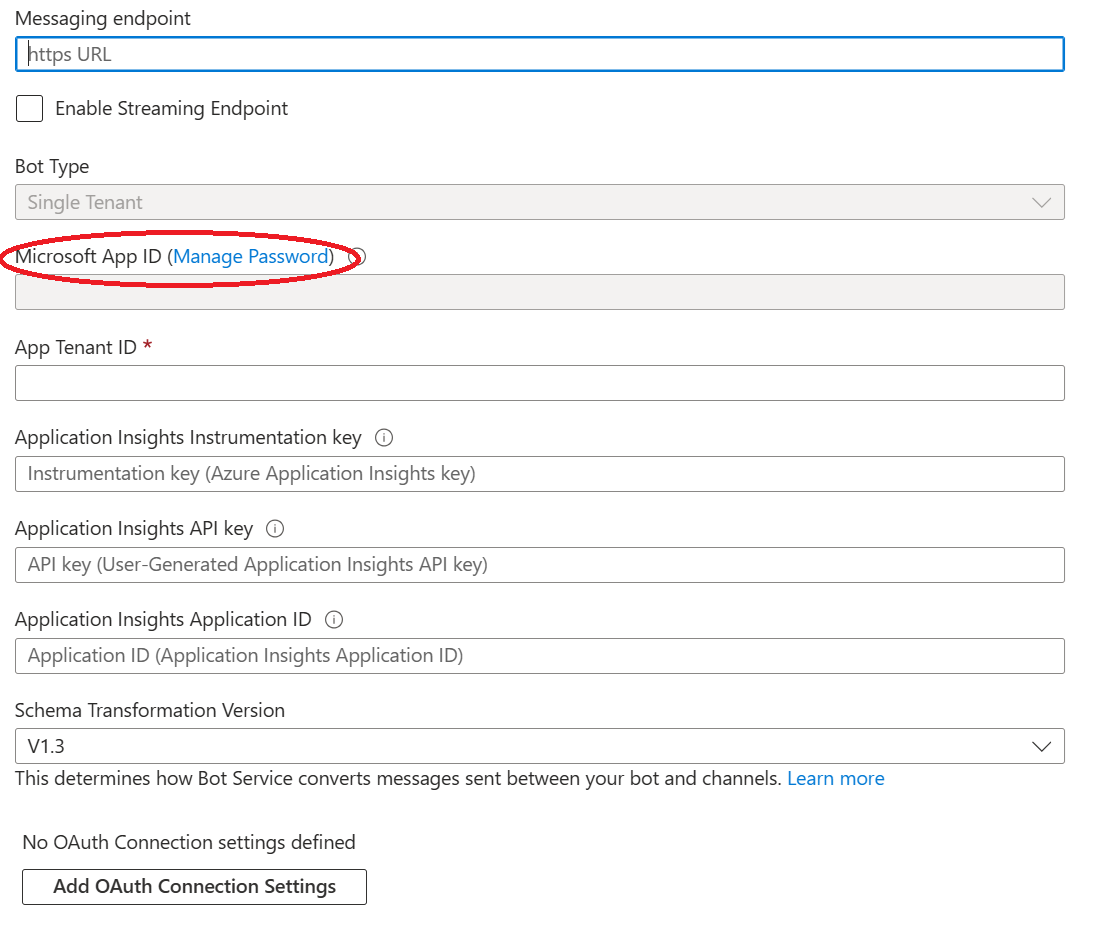 Messaging endpoint
https URL
Enable Streaming Endpoint
Bot Type
Single Tenant
Microsoft App ID (Manage Password)
App Tenant ID *
Application Insights Instrumentation key
Instrumentation key (Azure Application Insights key)
Application Insights API key
API key (User-Generated Application Insights API key)
Application Insights Application ID
Application ID (Application Insights Application ID)
Schema Transformation Version
V1.3
This determines how Bot Service converts messages sent between your bot and channels. Learn more
No OAuth Connection settings defined
Add OAuth Connection Settings